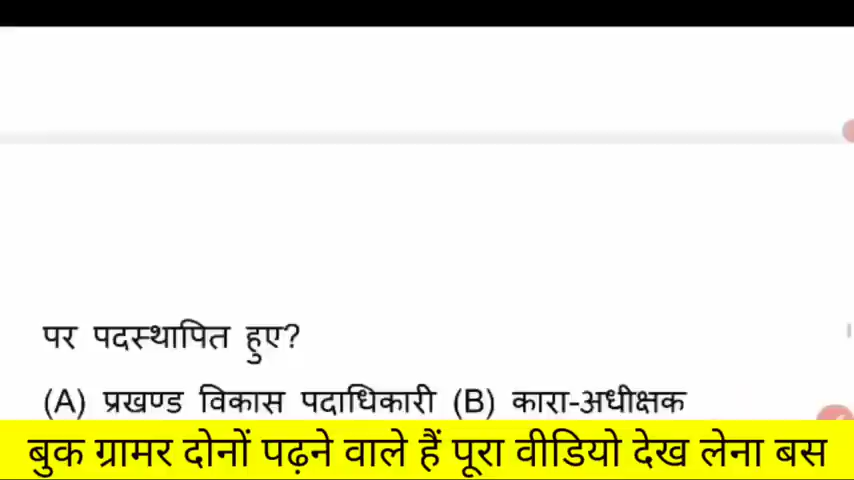 पर पदस्थापित हुए?
(A) प्रखण्ड विकास पदाधिकारी (B) कारा-अधीक्षक
बुक ग्रामर दोनों पढ़ने वाले हैं पूरा वीडियो देख लेना बस